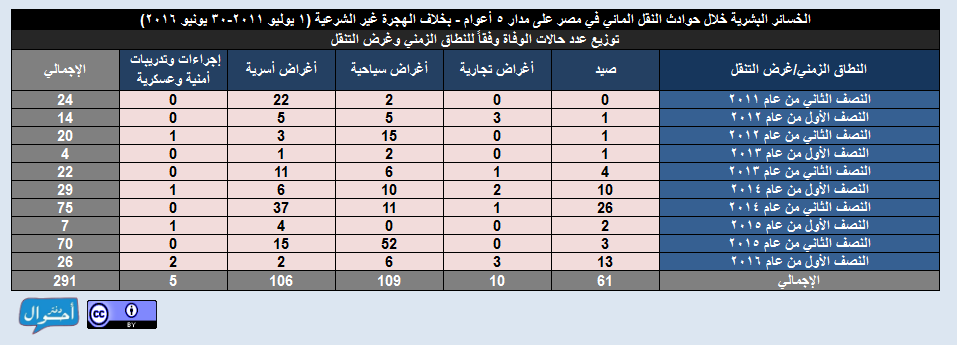 الخسائر البشرية خلال حوادث النقل المائي في مصر على مدار ٥ أعوام - بخلاف الهجرة غير الشرعية (١ يوليو ٢٠١١-٣٠ يونيو ٢٠١٦)
توزيع عدد حالات الوفاة وفقاً للنطاق الزمني وغرض التنقل
النطاق الزمني/غرض التنقل صيد أغراض تجارية أغراض سياحية أغراض أسرية إجراءات وتدريبات أمنية وعسكرية الإجمالي
النصف الثاني من عام ٢٠١١ 0 0 2 22 0 24
النصف الأول من عام ٢٠١٢ 1 3 5 5 0 14
النصف الثاني من عام ٢٠١٢ 1 0 15 3 1 20
النصف الأول من عام ٢٠١٣ 1 0 2 1 0 4
النصف الثاني من عام ٢٠١٣ 4 1 6 11 0 22
النصف الأول من عام ٢٠١٤ 10 2 10 6 1 29
النصف الثاني من عام ٢٠١٤ 26 1 11 37 0 75
النصف الأول من عام ٢٠١٥ 2 0 0 4 1 7
النصف الثاني من عام ٢٠١٥ 3 0 52 15 0 70
النصف الأول من عام ٢٠١٦ 13 3 6 2 2 26
الإجمالي 61 10 109 106 5 291
دفتر أحوال
cc BY